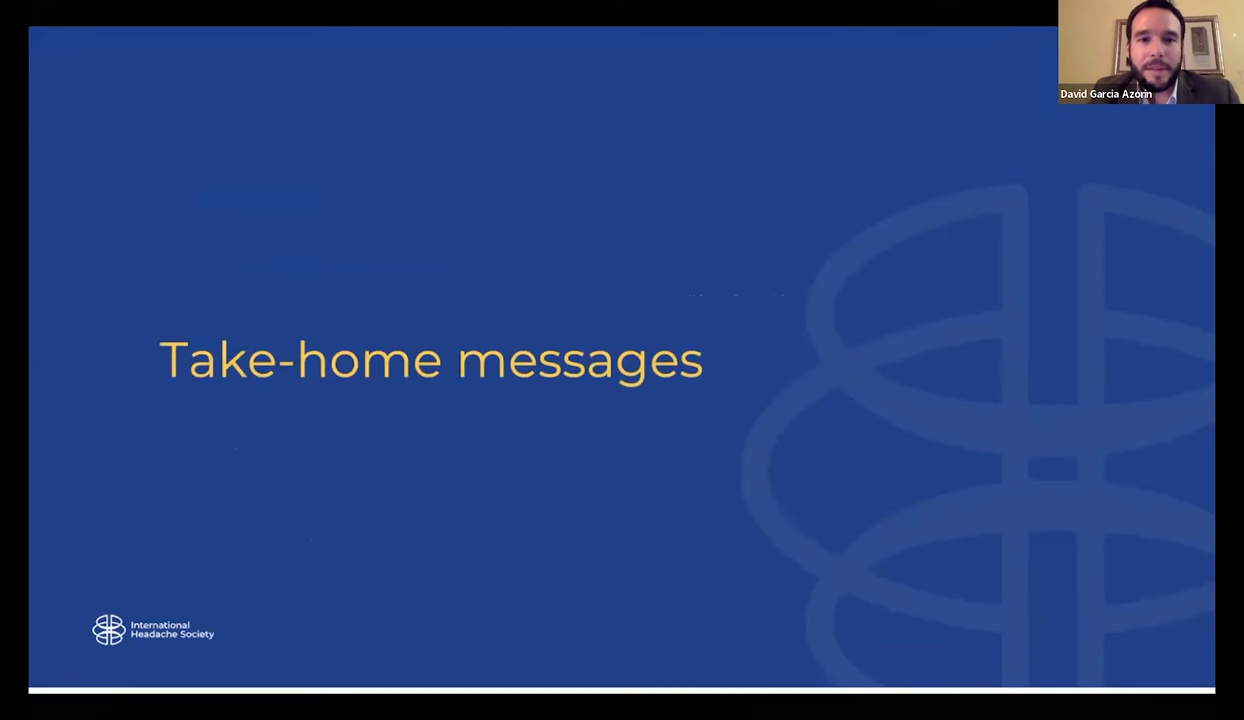 David Garcia Azorin
Take-home messages
International
Headache Society